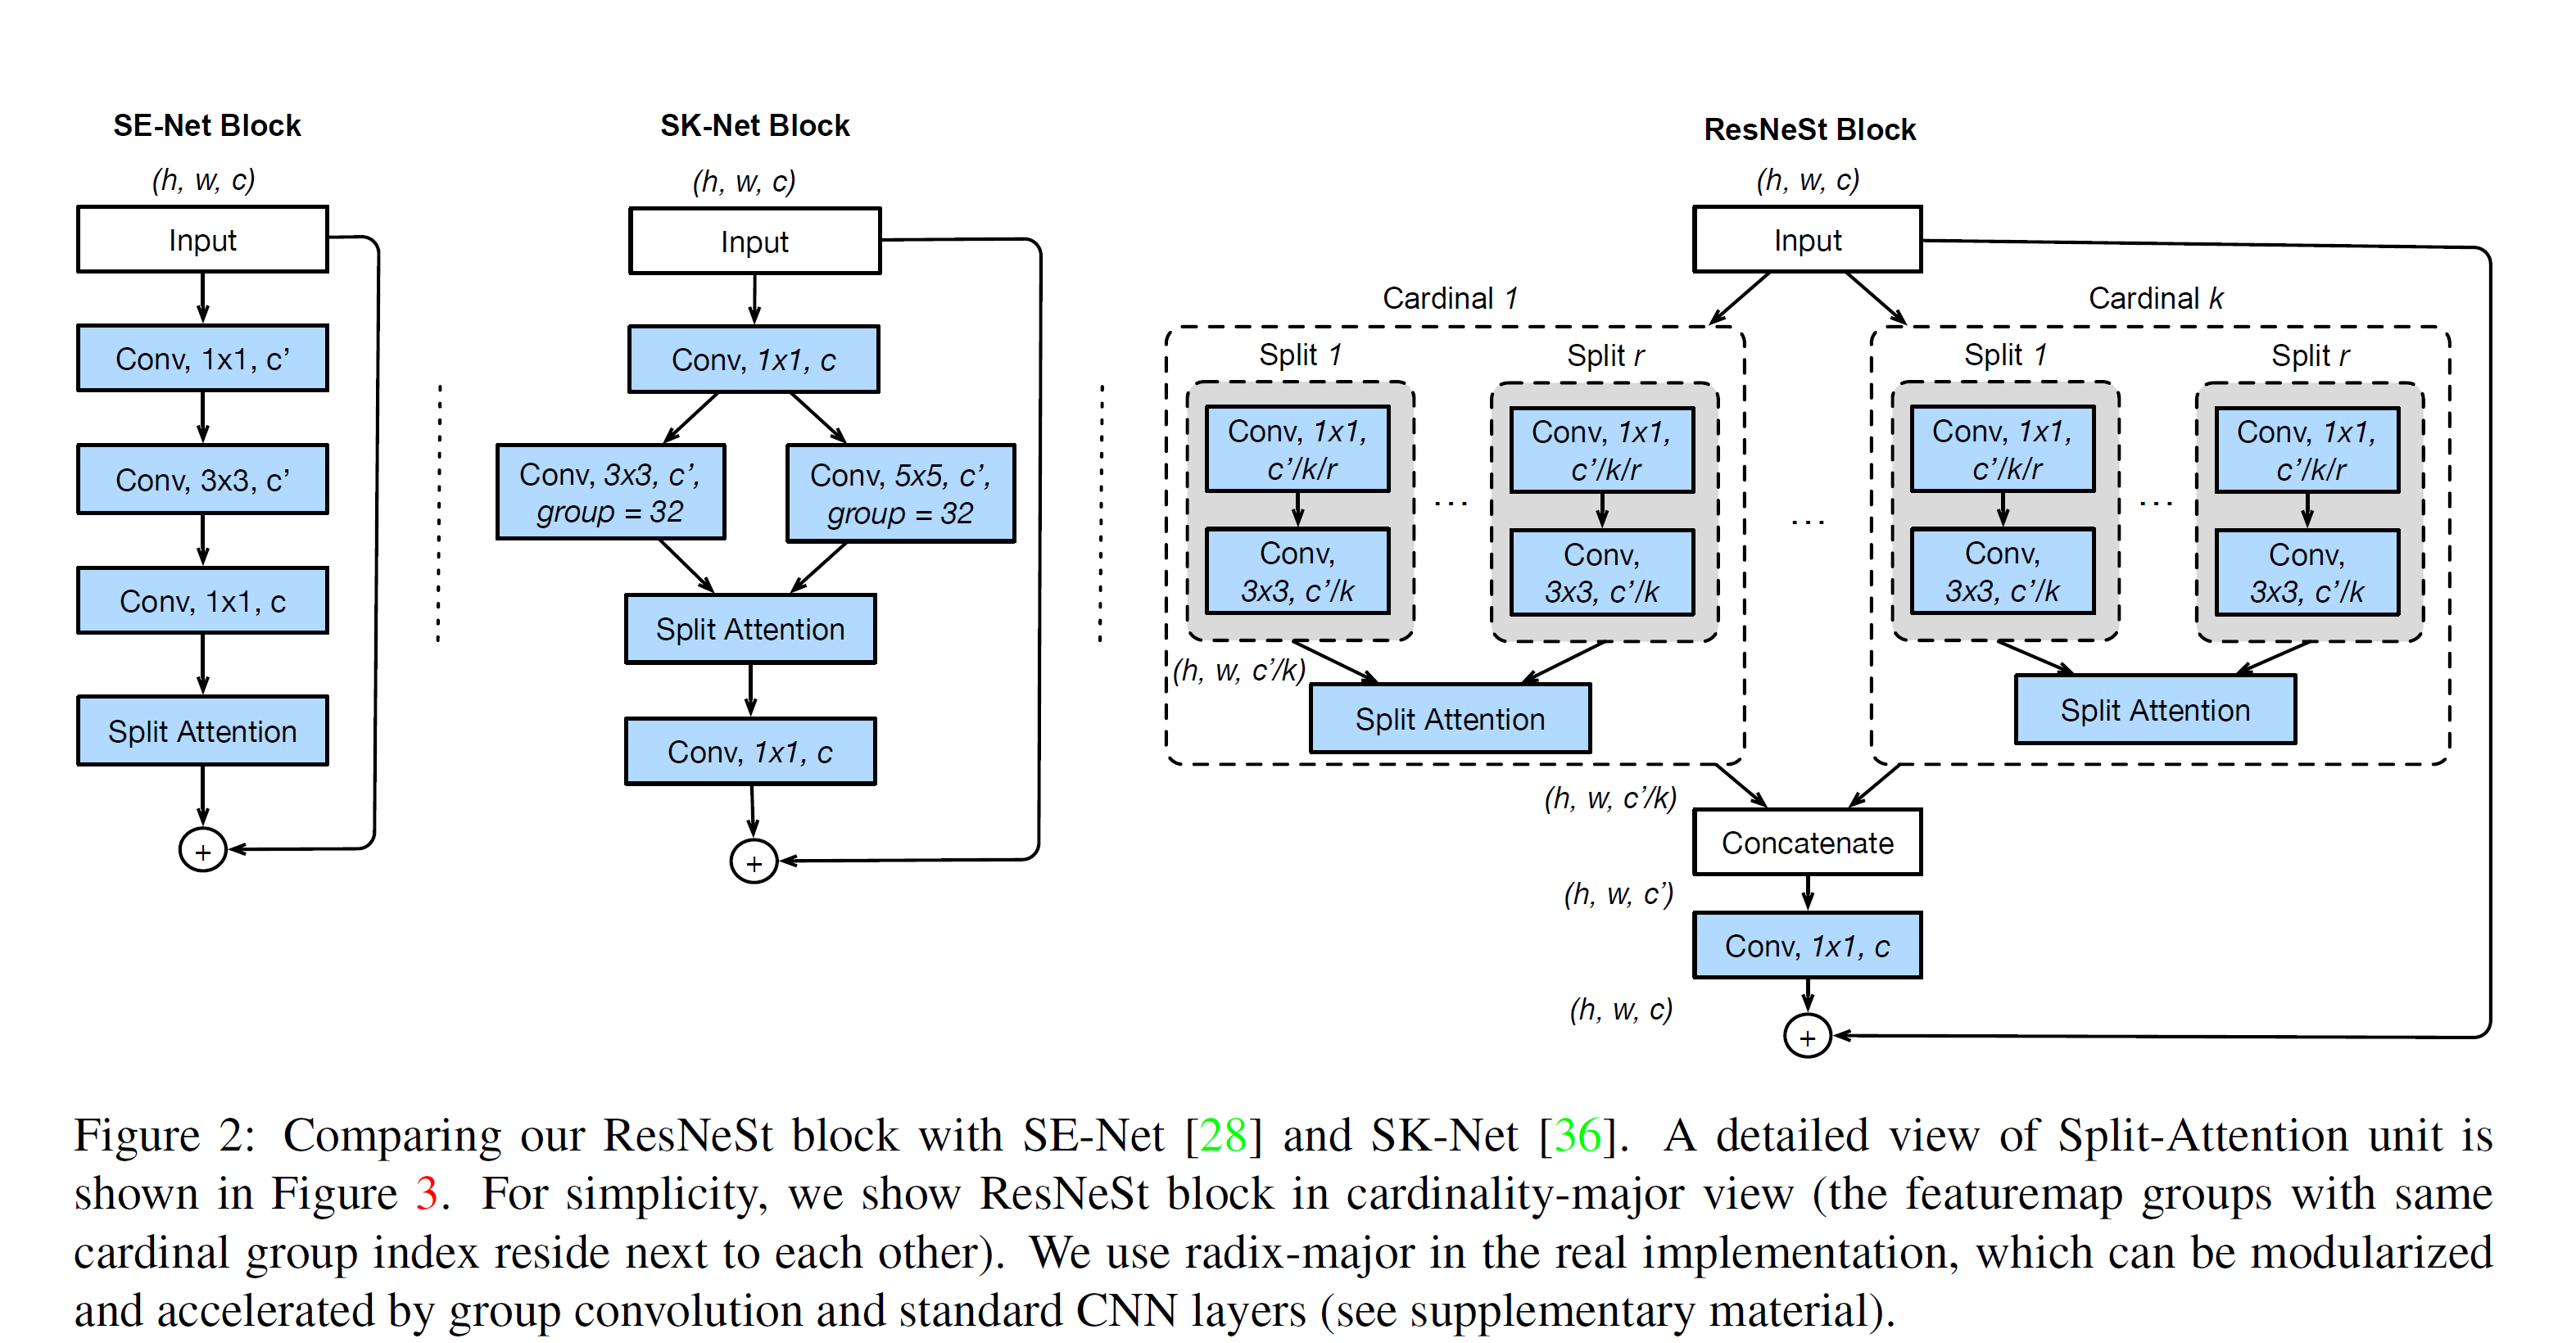 SE-Net Block
(h, w, c)
Input
Conv, 1x1, c’
Conv, 3x3, c’
Conv, 1x1, c
Split Attention
+
SK-Net Block
(h, w, c)
Input
Conv, 1x1, c
Conv, 3x3, c’,
group = 32
Conv, 5x5, c’,
group = 32
Split Attention
Conv, 1x1, c
+
ResNeSt Block
(h, w, c)
Input
Cardinal 1
Split 1
Conv, 1x1,
c’/k/r
Conv,
3x3, c’/k
...
Split r
Conv, 1x1,
c’/k/r
Conv,
3x3, c’/k
(h, w, c’/k)
Split Attention
...
Cardinal k
Split 1
Conv, 1x1,
c’/k/r
Conv,
3x3, c’/k
...
Split r
Conv, 1x1,
c’/k/r
Conv,
3x3, c’/k
Split Attention
(h, w, c’/k)
Concatenate
(h, w, c’)
Conv, 1x1, c
(h, w, c)
+
Figure 2: Comparing our ResNeSt block with SE-Net [28] and SK-Net [36]. A detailed view of Split-Attention unit is
shown in Figure 3. For simplicity, we show ResNeSt block in cardinality-major view (the featuremap groups with same
cardinal group index reside next to each other). We use radix-major in the real implementation, which can be modularized
and accelerated by group convolution and standard CNN layers (see supplementary material).